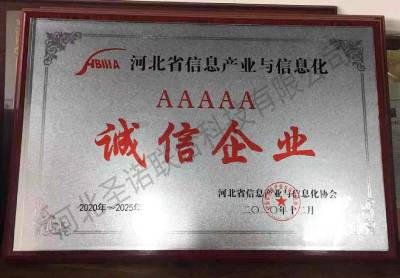 HBIIIA 河北省信息产业与信息化
AAAAA
诚信企业
河北圣诺联合科技有限公司
2020年～2025年
河北省信息产业与信息化协会
二〇二〇年十二月